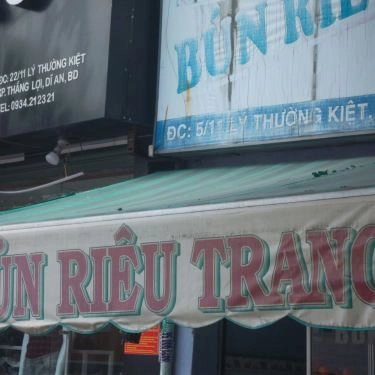 ĐC: 22/11 LÝ THƯỜNG KIỆT
KP.THẮNG LỢI, DĨ AN, BD
TEL: 0934.212321
BÚN RIÊ
ĐC: 5/11 LÝ THƯỜNG KIỆT,
ÚN RIÊU TRANG